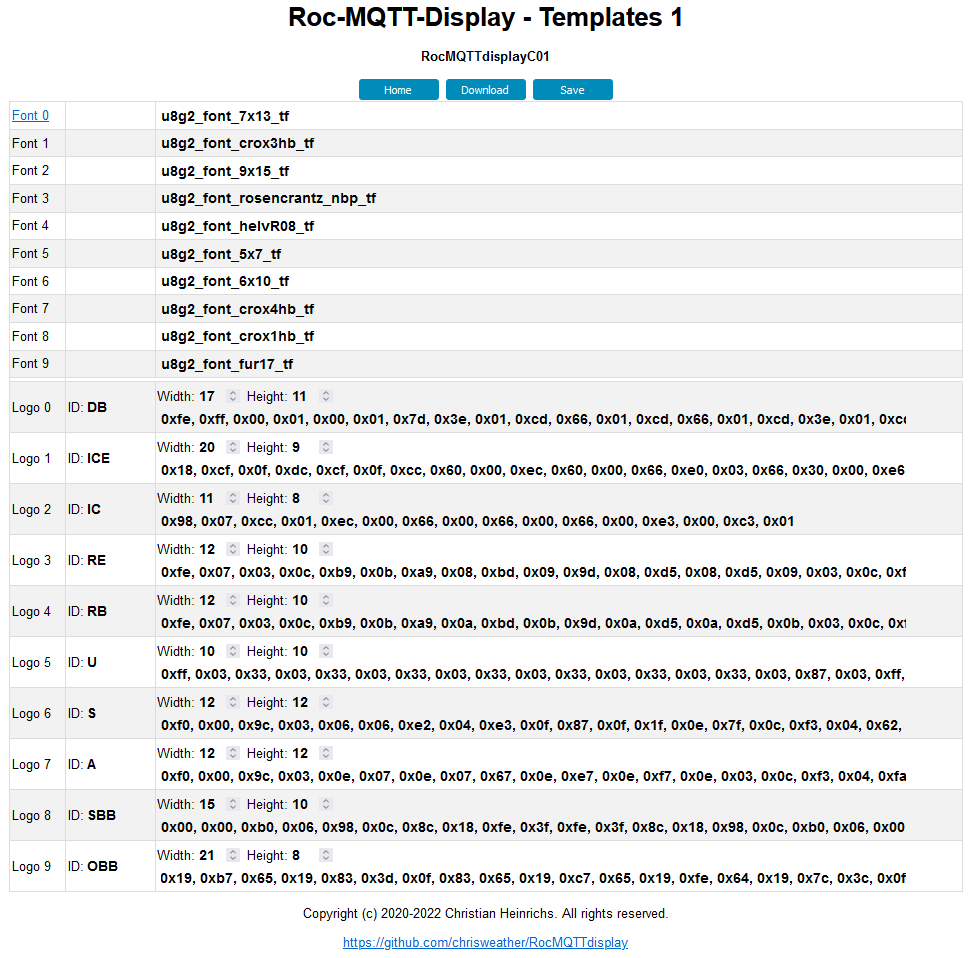 Roc-MQTT-Display - Templates 1
RocMQTTdisplayC01
Home Download Save
Font 0 u8g2_font_7x13_tf
Font 1 u8g2_font_crox3hb_tf
Font 2 u8g2_font_9x15_tf
Font 3 u8g2_font_rosencrantz_nbp_tf
Font 4 u8g2_font_helvR08_tf
Font 5 u8g2_font_5x7_tf
Font 6 u8g2_font_6x10_tf
Font 7 u8g2_font_crox4hb_tf
Font 8 u8g2_font_crox1hb_tf
Font 9 u8g2_font_fur17_tf
Logo 0 ID: DB Width: 17 Height: 11
0xfe, 0xff, 0x00, 0x01, 0x00, 0x01, 0x7d, 0x3e, 0x01, 0xcd, 0x66, 0x01, 0xcd, 0x66, 0x01, 0xcd, 0x3e, 0x01, 0xcd
Logo 1 ID: ICE Width: 20 Height: 9
0x18, 0xcf, 0x0f, 0xdc, 0xcf, 0x0f, 0xcc, 0x60, 0x00, 0xec, 0x60, 0x00, 0x66, 0xe0, 0x03, 0x66, 0x30, 0x00, 0xe6
Logo 2 ID: IC Width: 11 Height: 8
0x98, 0x07, 0xcc, 0x01, 0xec, 0x00, 0x66, 0x00, 0x66, 0x00, 0x66, 0x00, 0xe3, 0x00, 0xc3, 0x01
Logo 3 ID: RE Width: 12 Height: 10
0xfe, 0x07, 0x03, 0x0c, 0xb9, 0x0b, 0xa9, 0x08, 0xbd, 0x09, 0x9d, 0x08, 0xd5, 0x08, 0xd5, 0x09, 0x03, 0x0c, 0xf
Logo 4 ID: RB Width: 12 Height: 10
0xfe, 0x07, 0x03, 0x0c, 0xb9, 0x0b, 0xa9, 0x0a, 0xbd, 0x0b, 0x9d, 0x0a, 0xd5, 0x0a, 0xd5, 0x0b, 0x03, 0x0c, 0xf
Logo 5 ID: U Width: 10 Height: 10
0xff, 0x03, 0x33, 0x03, 0x33, 0x03, 0x33, 0x03, 0x33, 0x03, 0x33, 0x03, 0x33, 0x03, 0x33, 0x03, 0x87, 0x03, 0xff,
Logo 6 ID: S Width: 12 Height: 12
0xf0, 0x00, 0x9c, 0x03, 0x06, 0x06, 0xe2, 0x04, 0xe3, 0x0f, 0x87, 0x0f, 0x1f, 0x0e, 0x7f, 0x0c, 0xf3, 0x04, 0x62,
Logo 7 ID: A Width: 12 Height: 12
0xf0, 0x00, 0x9c, 0x03, 0x0e, 0x07, 0x0e, 0x07, 0x67, 0x0e, 0xe7, 0x0e, 0xf7, 0x0e, 0x03, 0x0c, 0xf3, 0x04, 0xfa
Logo 8 ID: SBB Width: 15 Height: 10
0x00, 0x00, 0xb0, 0x06, 0x98, 0x0c, 0x8c, 0x18, 0xfe, 0x3f, 0xfe, 0x3f, 0x8c, 0x18, 0x98, 0x0c, 0xb0, 0x06, 0x00
Logo 9 ID: OBB Width: 21 Height: 8
0x19, 0xb7, 0x65, 0x19, 0x83, 0x3d, 0x0f, 0x83, 0x65, 0x19, 0xc7, 0x65, 0x19, 0xfe, 0x64, 0x19, 0x7c, 0x3c, 0x0f
Copyright (c) 2020-2022 Christian Heinrichs. All rights reserved.
https://github.com/chrisweather/RocMQTTdisplay